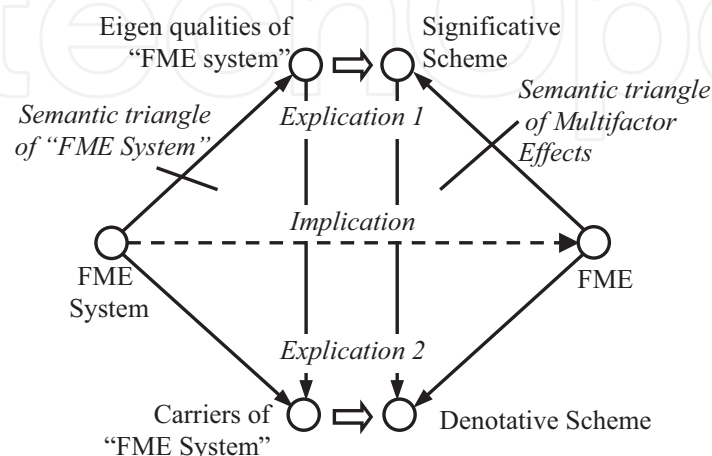 Eigen qualities of
“FME system”
Significative
Scheme
Semantic triangle
of “FME System”
Explication 1
Semantic triangle
of Multifactor
Effects
Implication
FME
System
FME
Explication 2
Carriers of
“FME System”
Denotative Scheme